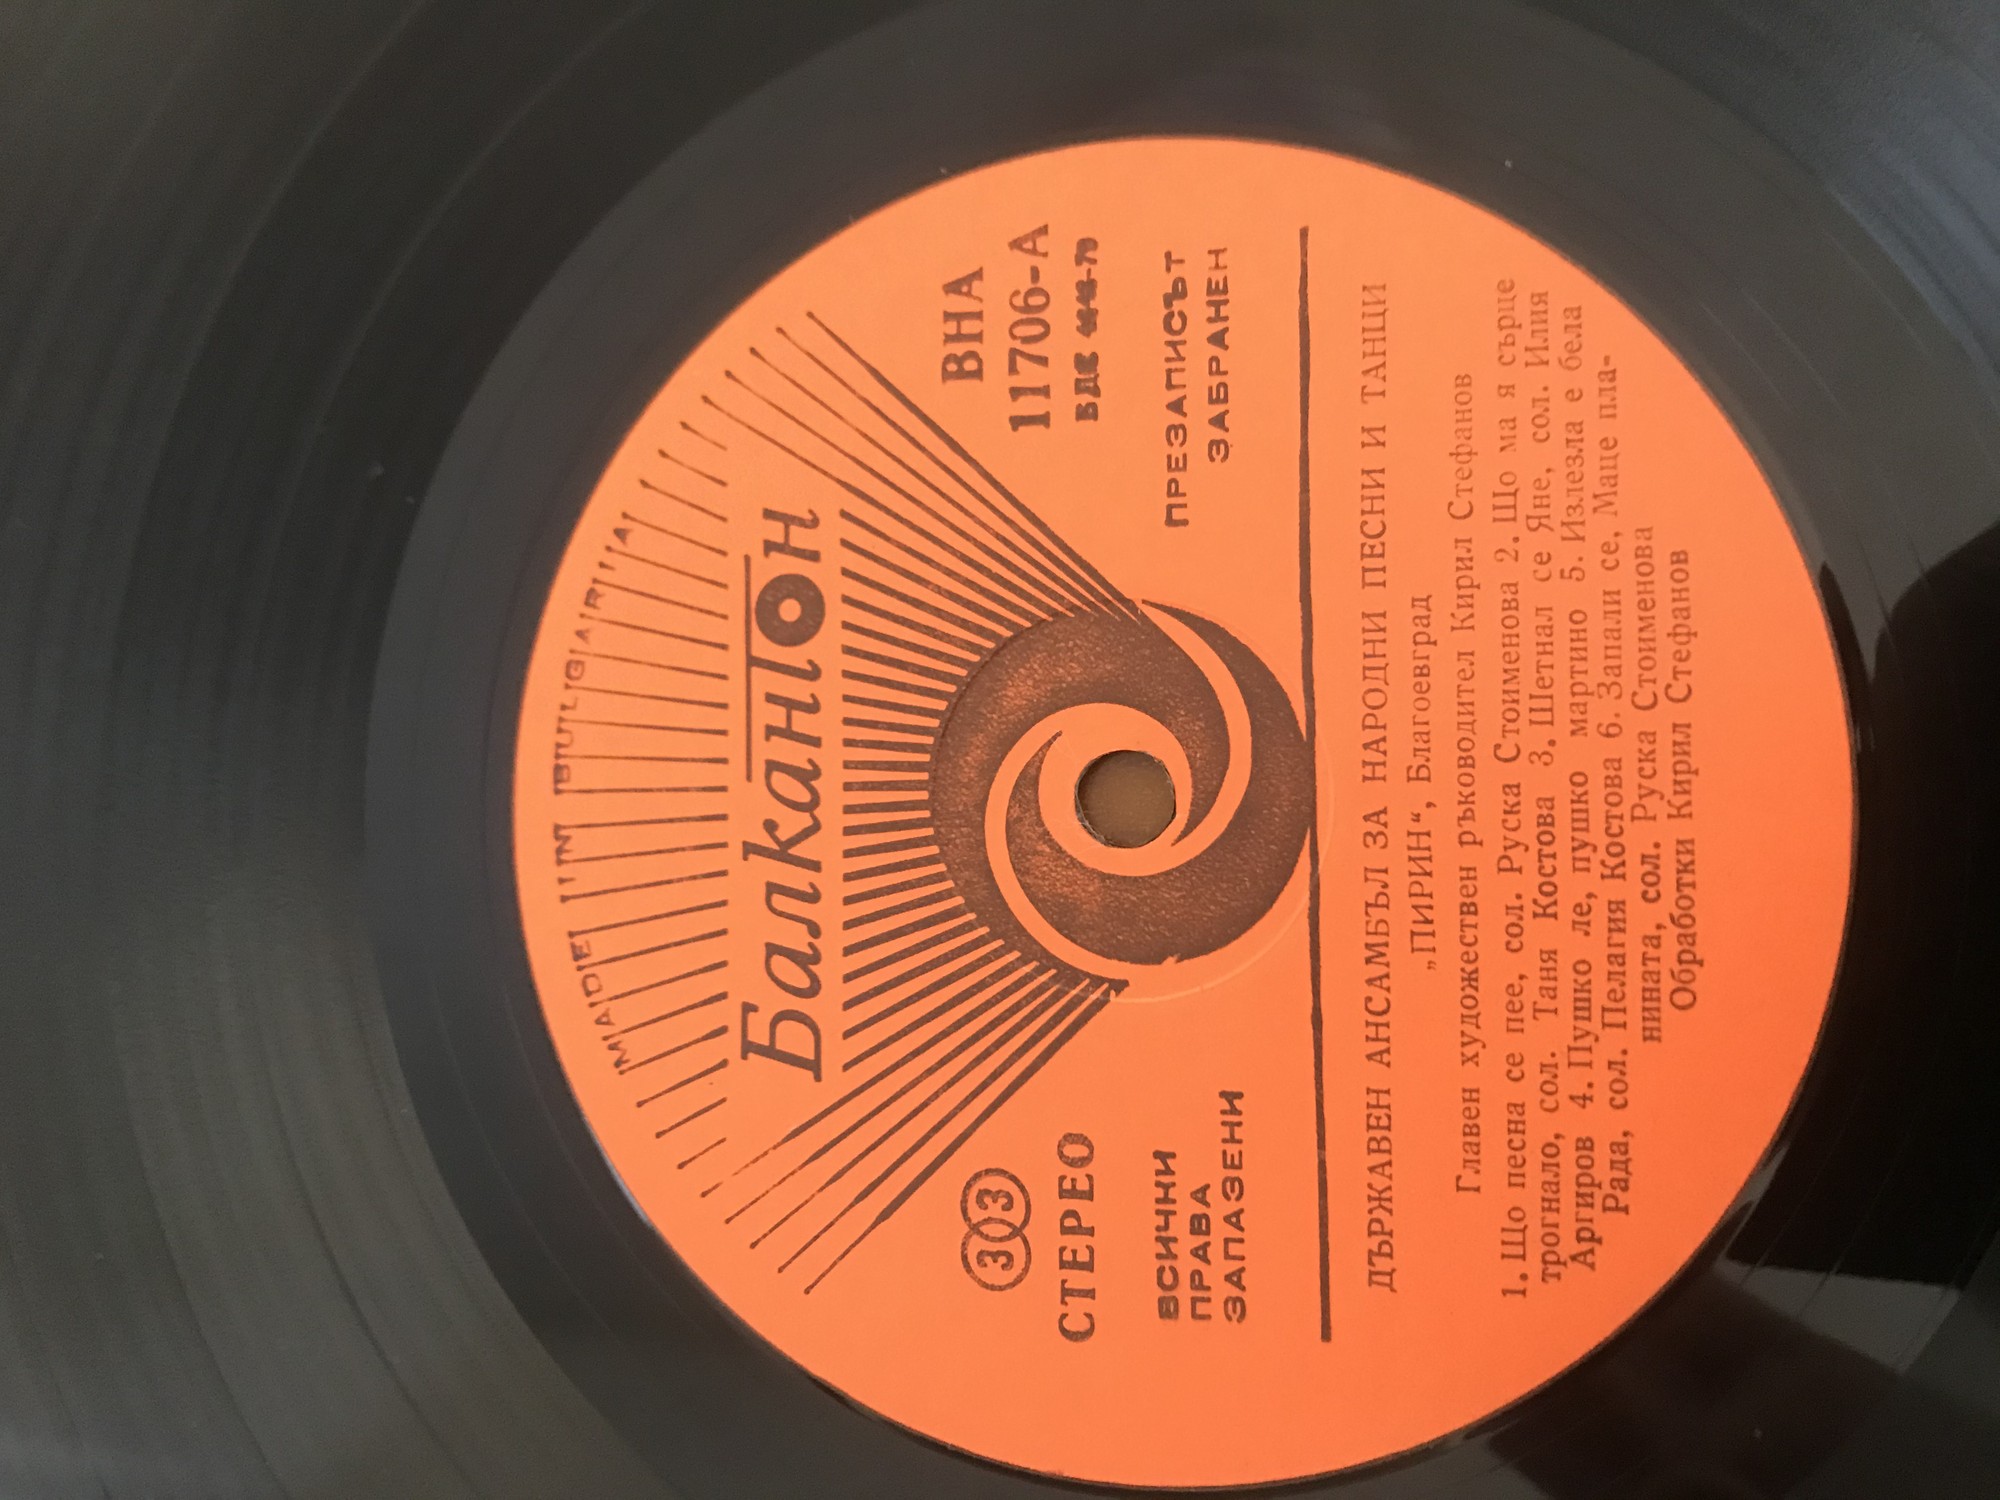 MADE IN BULGARIA
Балкантон
33
СТЕРЕО
ВСИЧКИ
ПРАВА
ЗАПАЗЕНИ
ВНА
11706-А
ПРЕЗАПИСЪТ
ЗАБРАНЕН
ДЪРЖАВЕН АНСАМБЪЛ ЗА НАРОДНИ ПЕСНИ И ТАНЦИ
„ПИРИН“, Благоевград
Главен художествен ръководител Кирил Стефанов
1. Що песна се пее, сол. Руска Стоименова 2. Що ма я сърце
трогнало, сол. Таня Костова 3. Шетнал се Яне, сол. Илия
Аргиров 4. Пушко ле, пушко мартино 5. Излезла е бела
Рада, сол. Пелагия Костова 6. Запали се, Маце пла-
нината, сол. Руска Стоименова
Обработки Кирил Стефанов